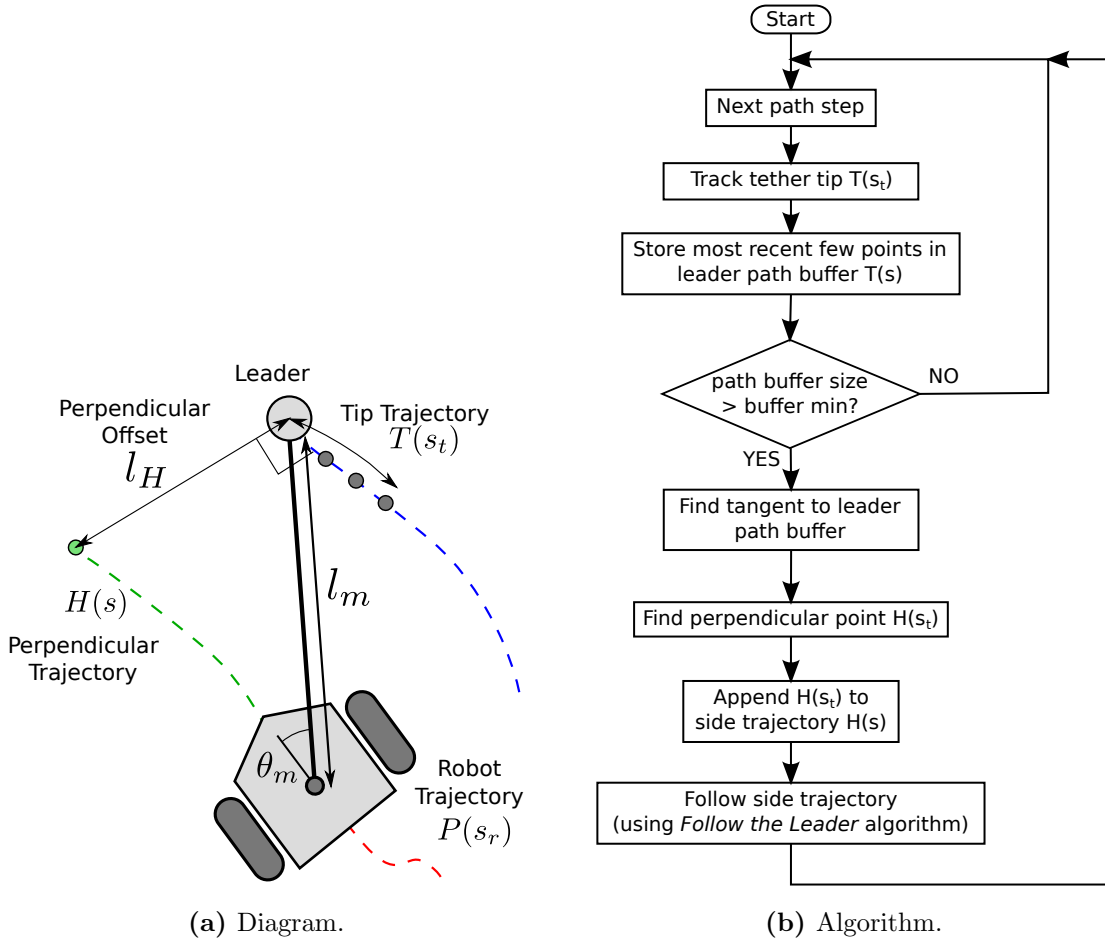 Leader
Perpendicular
Offset
l_H
Tip Trajectory
T(s_t)
l_m
H(s)
Perpendicular
Trajectory
θ_m
Robot
Trajectory
P(s_r)
(a) Diagram.
Start
Next path step
Track tether tip T(s_t)
Store most recent few points in
leader path buffer T(s)
path buffer size
> buffer min?
NO
YES
Find tangent to leader
path buffer
Find perpendicular point H(s_t)
Append H(s_t) to
side trajectory H(s)
Follow side trajectory
(using Follow the Leader algorithm)
(b) Algorithm.